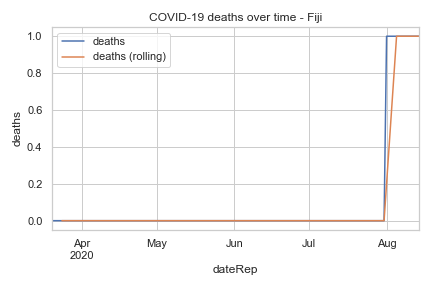 COVID-19 deaths over time - Fiji
deaths
deaths (rolling)
1.0
0.8
0.6
0.4
0.2
0.0
deaths
Apr
2020
May
Jun
Jul
Aug
dateRep